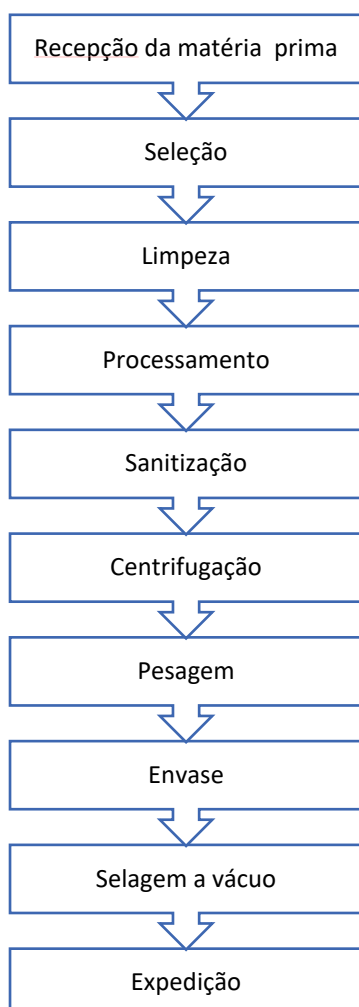 Recepção da matéria  prima
Seleção
Limpeza
Processamento
Sanitização
Centrifugação
Pesagem
Envase
Selagem a vácuo
Expedição